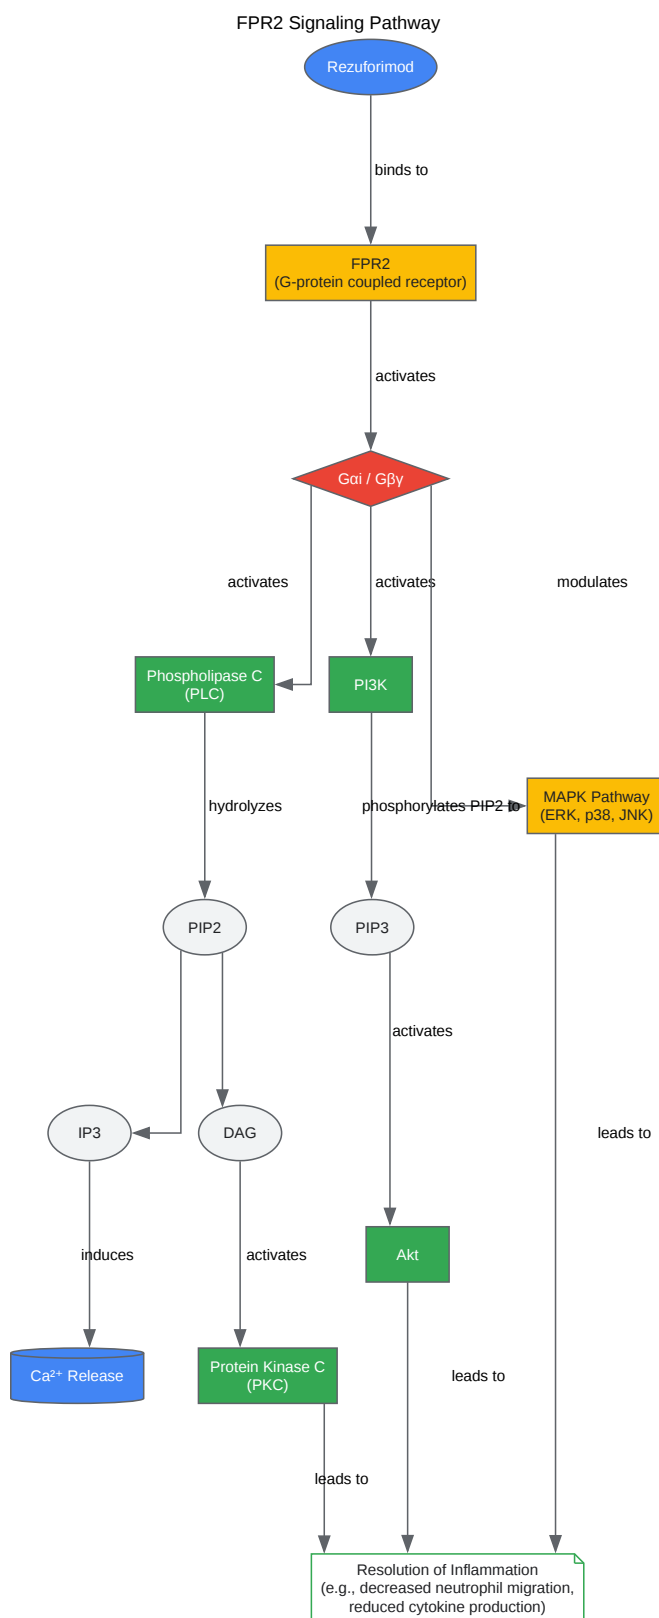 FPR2 Signaling Pathway
Rezuforimod
binds to
FPR2
(G-protein coupled receptor)
activates
Gαi / Gβγ
activates
activates
modulates
Phospholipase C
(PLC)
PI3K
hydrolyzes
phosphorylates PIP2 to
MAPK Pathway
(ERK, p38, JNK)
PIP2
PIP3
activates
IP3
DAG
leads to
induces
activates
Akt
Ca²⁺ Release
Protein Kinase C
(PKC)
leads to
leads to
Resolution of Inflammation
(e.g., decreased neutrophil migration,
reduced cytokine production)